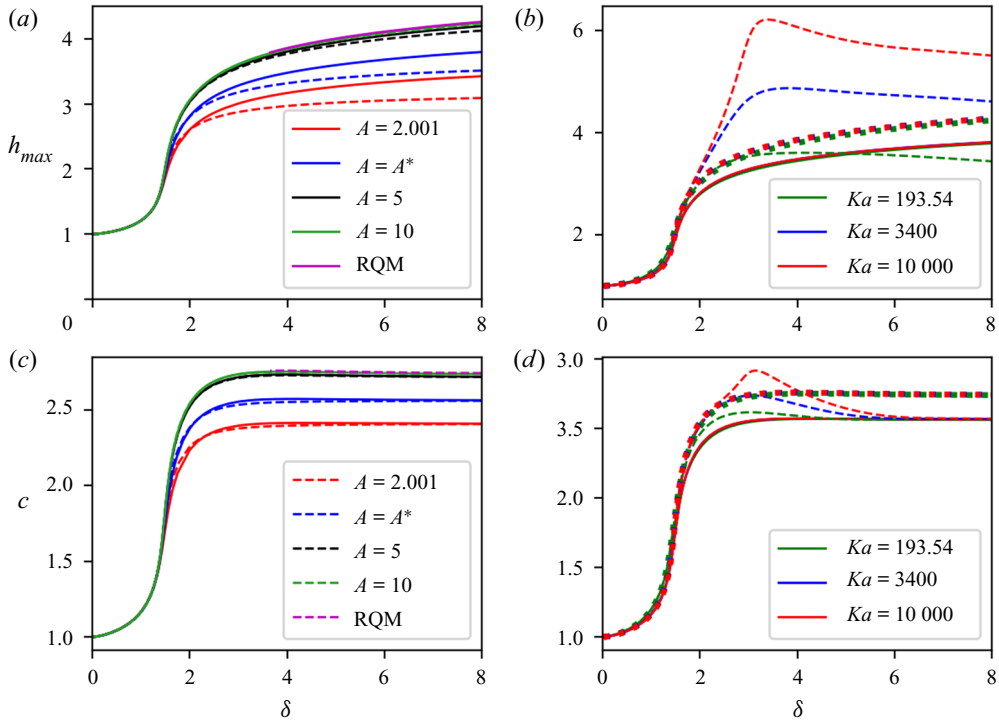 (a)
4
3
h_max
2
1
0
2
4
6
8
A = 2.001
A = A*
A = 5
A = 10
RQM
(b)
6
4
2
0
2
4
6
8
Ka = 193.54
Ka = 3400
Ka = 10 000
(c)
2.5
2.0
c
1.5
1.0
0
2
4
6
8
δ
A = 2.001
A = A*
A = 5
A = 10
RQM
(d)
3.0
3.5
2.0
1.5
1.0
0
2
4
6
8
δ
Ka = 193.54
Ka = 3400
Ka = 10 000